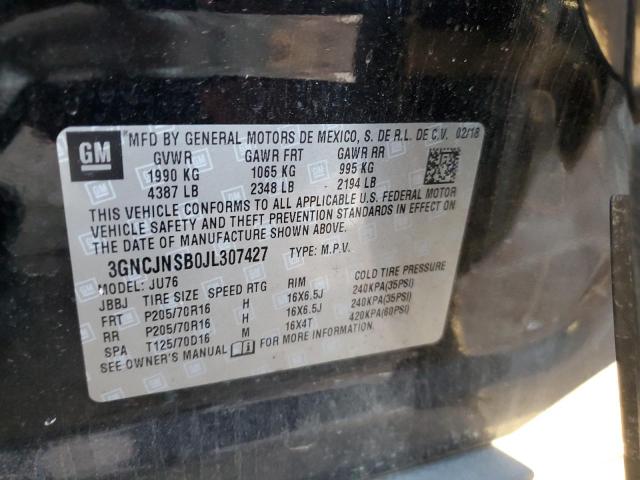 GM
MFD BY GENERAL MOTORS DE MEXICO, S. DE R.L. DE C.V. 02/18
GVWR GAWR FRT GAWR RR
1990 KG 1065 KG 995 KG
4387 LB 2348 LB 2194 LB
THIS VEHICLE CONFORMS TO ALL APPLICABLE U.S. FEDERAL MOTOR
VEHICLE SAFETY AND THEFT PREVENTION STANDARDS IN EFFECT ON
THE DATE OF MANUFACTURE SHOWN ABOVE.
3GNCJNSB0JL307427 TYPE: M.P.V.
MODEL: JU76
JBBJ TIRE SIZE SPEED RTG RIM COLD TIRE PRESSURE
FRT P205/70R16 H 16X6.5J 240KPA(35PSI)
RR P205/70R16 H 16X6.5J 240KPA(35PSI)
SPA T125/70D16 M 16X4T 420KPA(60PSI)
SEE OWNER'S MANUAL FOR MORE INFORMATION.